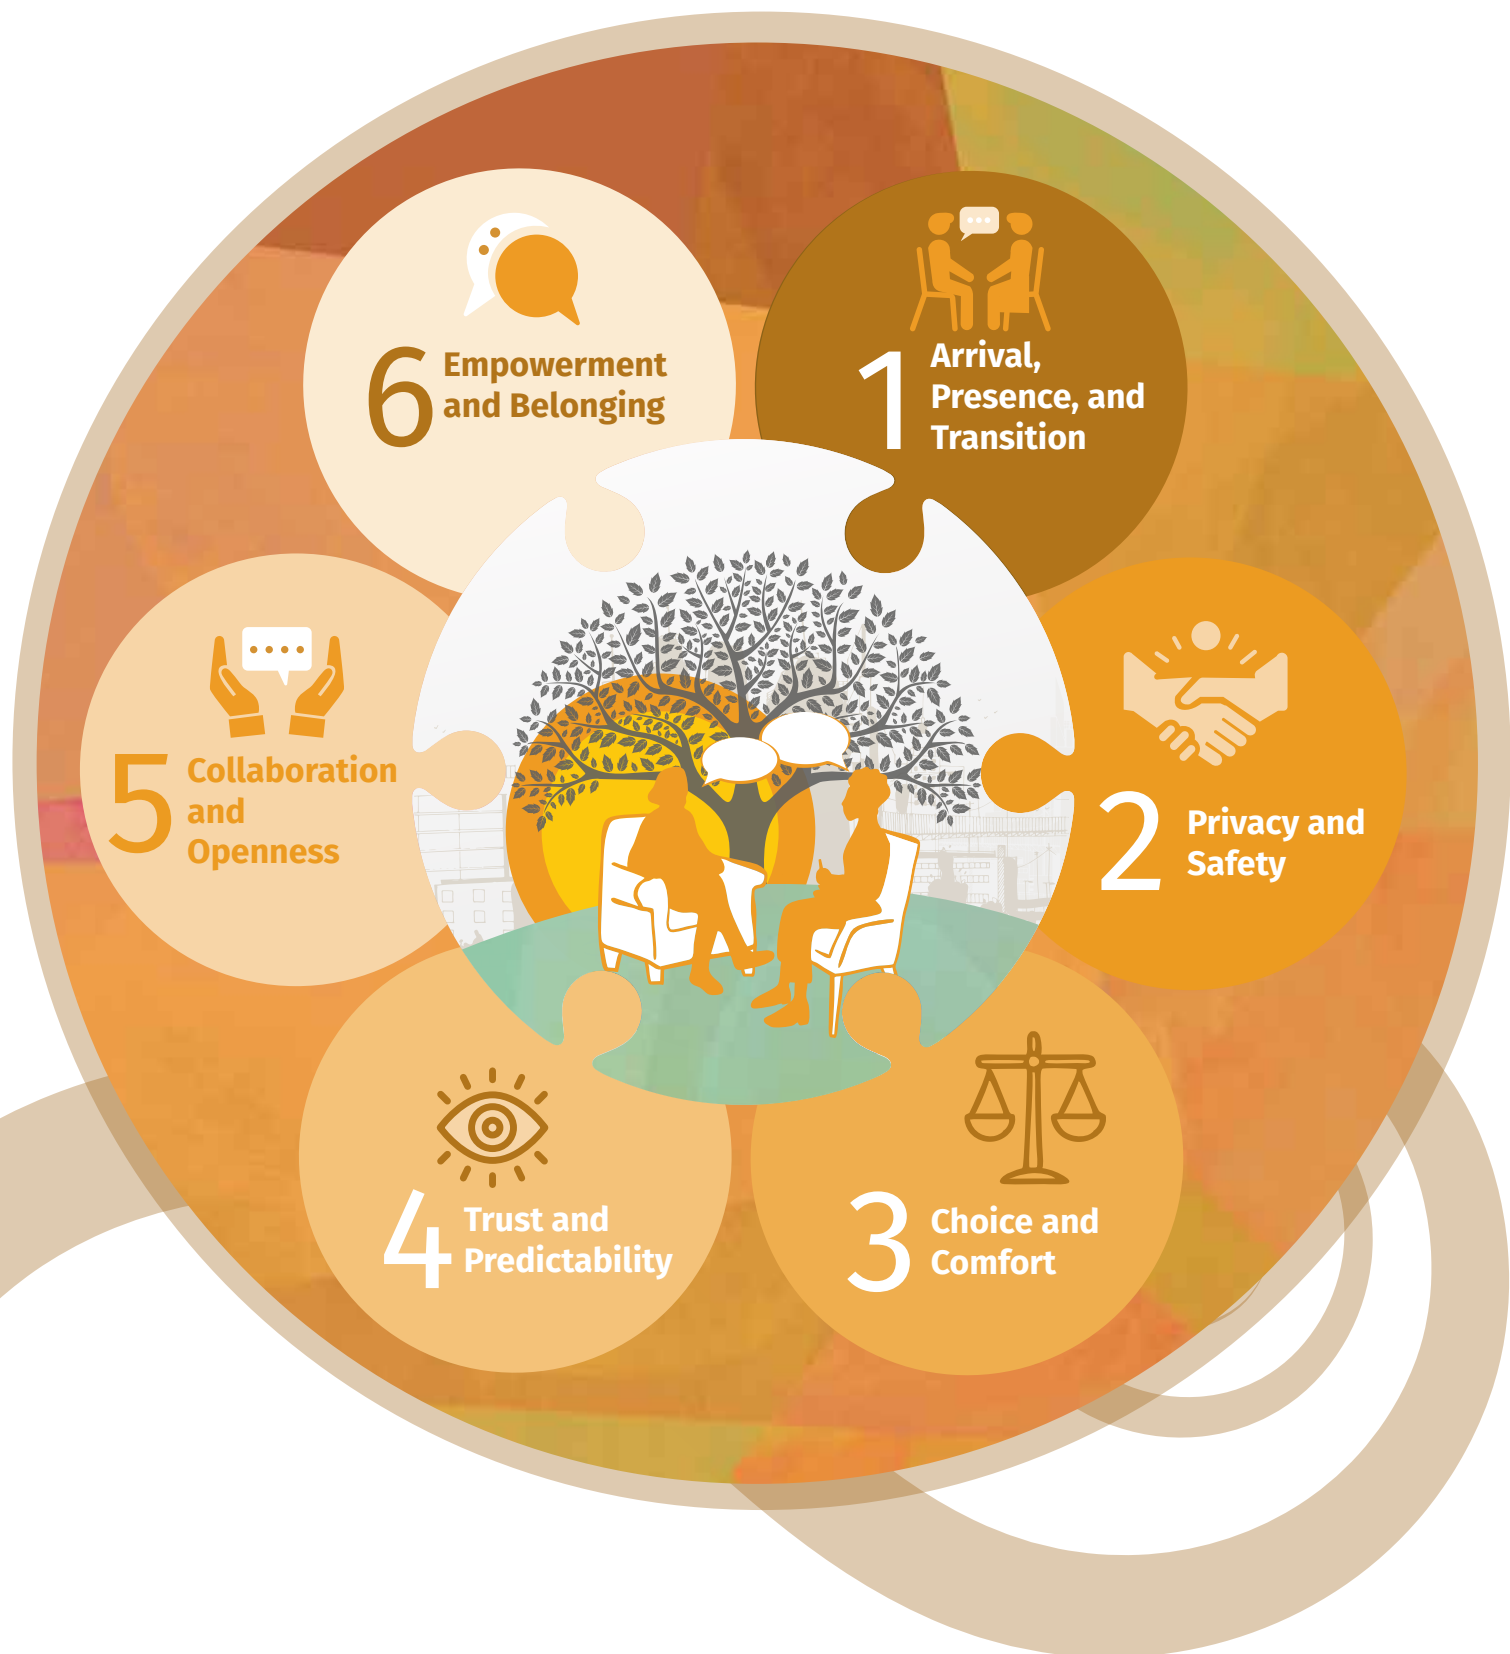 1
Arrival,
Presence, and
Transition
2
Privacy and
Safety
3
Choice and
Comfort
4
Trust and
Predictability
5
Collaboration
and
Openness
6
Empowerment
and Belonging